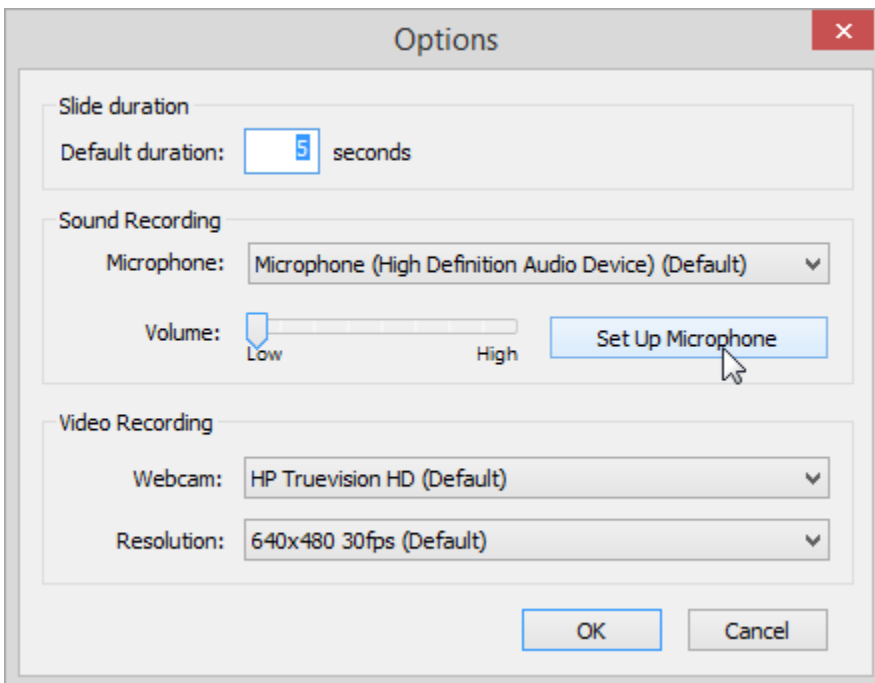 Options
Slide duration
Default duration: 5 seconds
Sound Recording
Microphone: Microphone (High Definition Audio Device) (Default)
Volume:
Low High
Set Up Microphone
Video Recording
Webcam: HP Truevision HD (Default)
Resolution: 640x480 30fps (Default)
OK Cancel